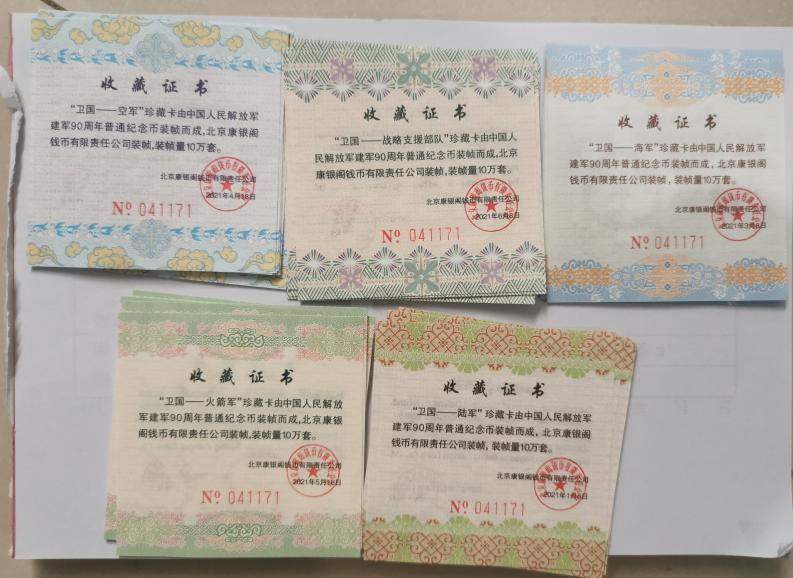 收藏证书
“卫国——空军”珍藏卡由中国人民解放军
建军90周年普通纪念币装帧而成,北京康银阁
钱币有限责任公司装帧,装帧量10万套。
北京康银阁钱币有限责任公司
2021年4月18日
№ 041171
收藏证书
“卫国——战略支援部队”珍藏卡由中国人
民解放军建军90周年普通纪念币装帧而成,北京
康银阁钱币有限责任公司装帧,装帧量10万套。
北京康银阁钱币有限责任公司
2021年6月18日
№ 041171
收藏证书
“卫国——海军”珍藏卡由中国人民解放军
建军90周年普通纪念币装帧而成,北京康银阁
钱币有限责任公司装帧,装帧量10万套。
北京康银阁钱币有限责任公司
№ 041171
收藏证书
“卫国——火箭军”珍藏卡由中国人民解放
军建军90周年普通纪念币装帧而成,北京康银
阁钱币有限责任公司装帧,装帧量10万套。
北京康银阁钱币有限责任公司
2021年5月18日
№ 041171
收藏证书
“卫国——陆军”珍藏卡由中国人民解放军
建军90周年普通纪念币装帧而成,北京康银阁
钱币有限责任公司装帧,装帧量10万套。
北京康银阁钱币有限责任公司
№ 041171